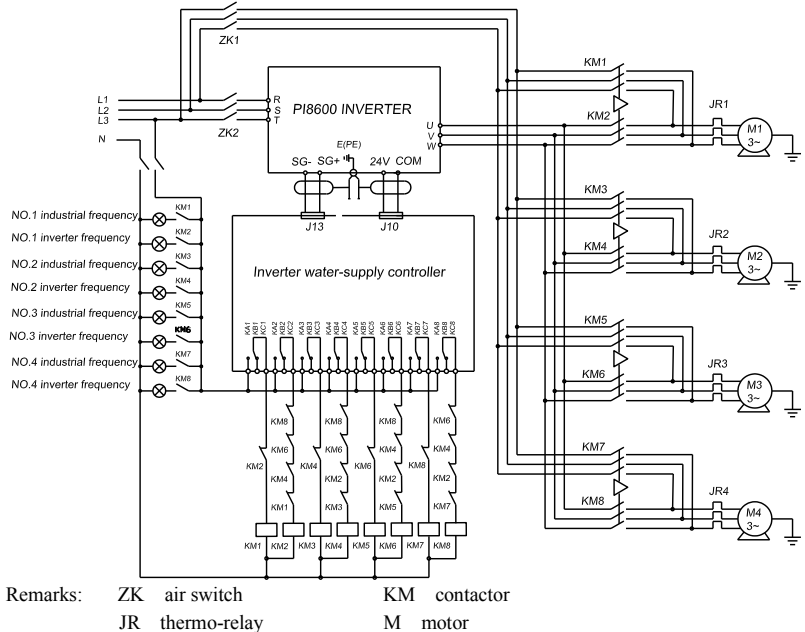 ZK1
L1
L2
L3
N
ZK2
R
S
T
PI8600 INVERTER
E(PE)
SG- SG+ 24V COM
U
V
W
J13 J10
Inverter water-supply controller
KA1 KB1 KC1 KA2 KB2 KC2 KA3 KB3 KC3 KA4 KB4 KC4 KA5 KB5 KC5 KA6 KB6 KC6 KA7 KB7 KC7 KA8 KB8 KC8
NO.1 industrial frequency KM1
NO.1 inverter frequency KM2
NO.2 industrial frequency KM3
NO.2 inverter frequency KM4
NO.3 industrial frequency KM5
NO.3 inverter frequency KM6
NO.4 industrial frequency KM7
NO.4 inverter frequency KM8
KM8 KM8 KM8 KM6
KM2 KM6 KM4 KM6 KM6 KM4 KM8 KM4
KM4 KM2 KM2 KM2
KM1 KM3 KM5 KM7
KM1 KM2 KM3 KM4 KM5 KM6 KM7 KM8
KM1
KM2
JR1
M1
3~
KM3
KM4
JR2
M2
3~
KM5
KM6
JR3
M3
3~
KM7
KM8
JR4
M4
3~
Remarks: ZK air switch KM contactor
JR thermo-relay M motor